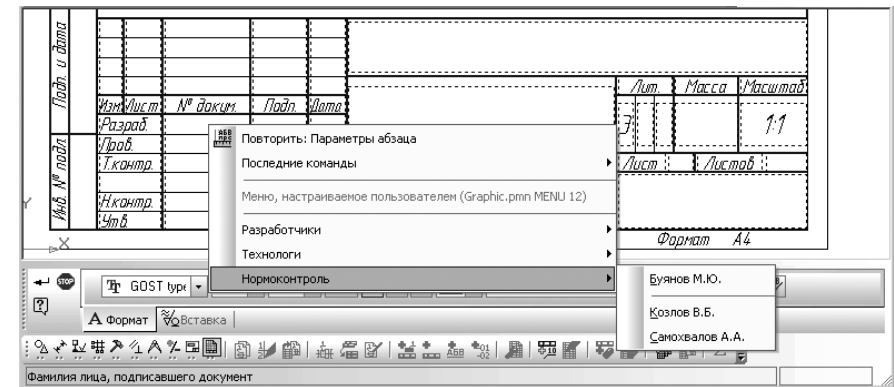 Подп. и дата
Инв. № подл.
Лит. Масса Масштаб
Изм. Лист № докум. Подп. Дата
Разраб.
Э 1:1
Пров.
Т.контр.
Лист Листов
Н.контр.
Утв.
Формат А4
Y
X
Повторить: Параметры абзаца
Последние команды
Меню, настраиваемое пользователем (Graphic.pmn MENU 12)
Разработчики
Технологи
Нормоконтроль
Буянов М.Ю.
Козлов В.Б.
Самохвалов А.А.
STOP
GOST type
Формат Вставка
Фамилия лица, подписавшего документ